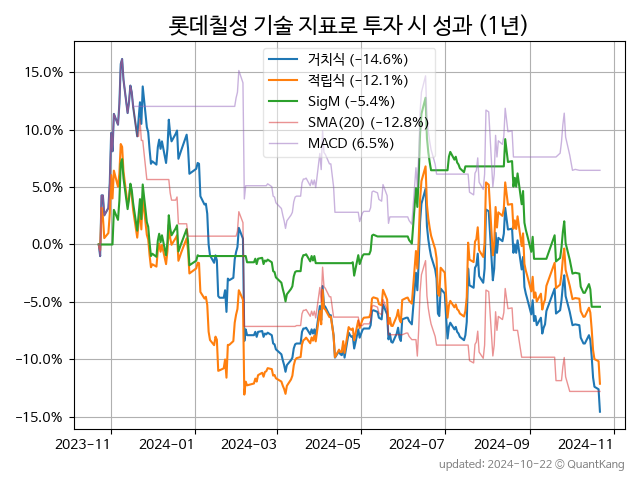 롯데칠성 기술 지표로 투자 시 성과 (1년)
거치식 (−14.6%)
적립식 (−12.1%)
SigM (−5.4%)
SMA(20) (−12.8%)
MACD (6.5%)
15.0%
10.0%
5.0%
0.0%
−5.0%
−10.0%
−15.0%
2023-11 2024-01 2024-03 2024-05 2024-07 2024-09 2024-11
updated: 2024-10-22 © QuantKang